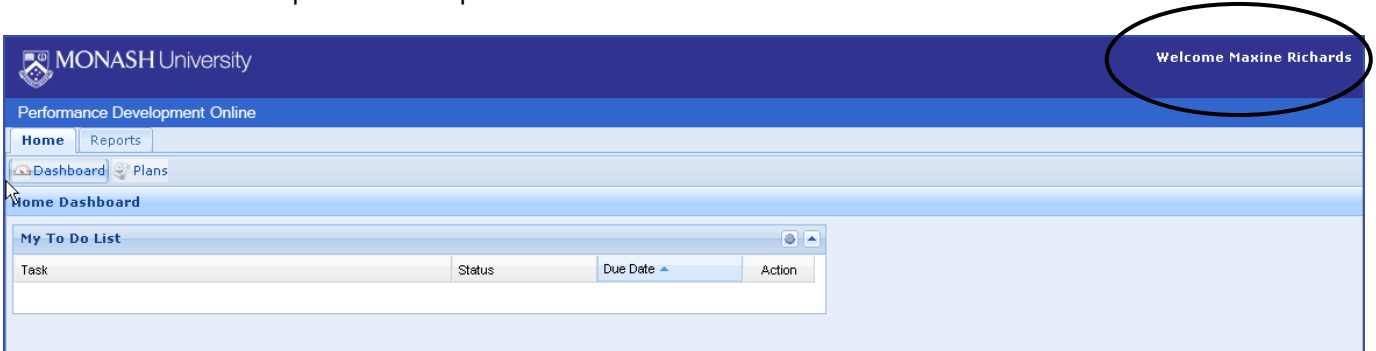 MONASH University
Welcome Maxine Richards
Performance Development Online
Home Reports
Dashboard Plans
Home Dashboard
My To Do List
Task Status Due Date Action